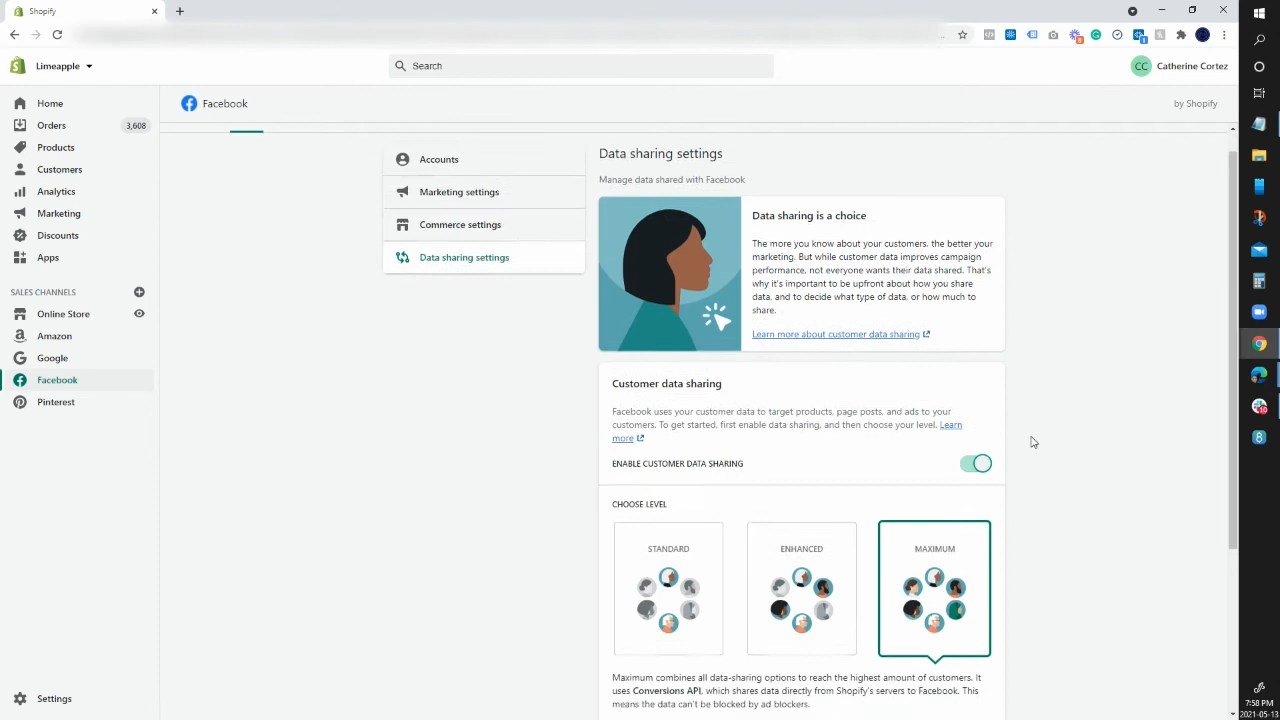 Shopify
Limeapple
Search
CC
Catherine Cortez
Home
Orders
3,608
Products
Customers
Analytics
Marketing
Discounts
Apps
SALES CHANNELS
Online Store
Amazon
Google
Facebook
Pinterest
Settings
Facebook
by Shopify
Accounts
Marketing settings
Commerce settings
Data sharing settings
Data sharing settings
Manage data shared with Facebook
Data sharing is a choice
The more you know about your customers, the better your
marketing. But while customer data improves campaign
performance, not everyone wants their data shared. That's
why it's important to be upfront about how you share
data, and to decide what type of data, or how much to
share.
Learn more about customer data sharing
Customer data sharing
Facebook uses your customer data to target products, page posts, and ads to your
customers. To get started, first enable data sharing, and then choose your level. Learn
more
ENABLE CUSTOMER DATA SHARING
CHOOSE LEVEL
STANDARD
ENHANCED
MAXIMUM
Maximum combines all data-sharing options to reach the highest amount of customers. It
uses Conversions API, which shares data directly from Shopify's servers to Facebook. This
means the data can't be blocked by ad blockers.
7:58 PM
2021-05-13